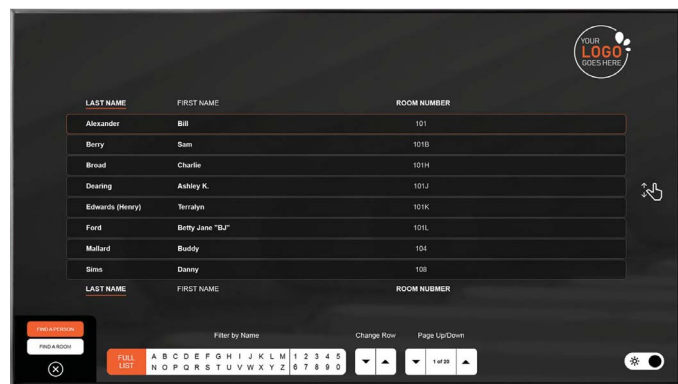 YOUR
LOGO
GOES HERE
LAST NAME FIRST NAME ROOM NUMBER
Alexander Bill 101
Berry Sam 101B
Broad Charlie 101H
Dearing Ashley K. 101J
Edwards (Henry) Terralyn 101K
Ford Betty Jane "BJ" 101L
Mallard Buddy 104
Sims Danny 108
LAST NAME FIRST NAME ROOM NUBMER
FIND A PERSON
FIND A ROOM
Filter by Name Change Row Page Up/Down
FULL
LIST
A B C D E F G H I J K L M 1 2 3 4 5
N O P Q R S T U V W X Y Z 6 7 8 9 0
1 of 20